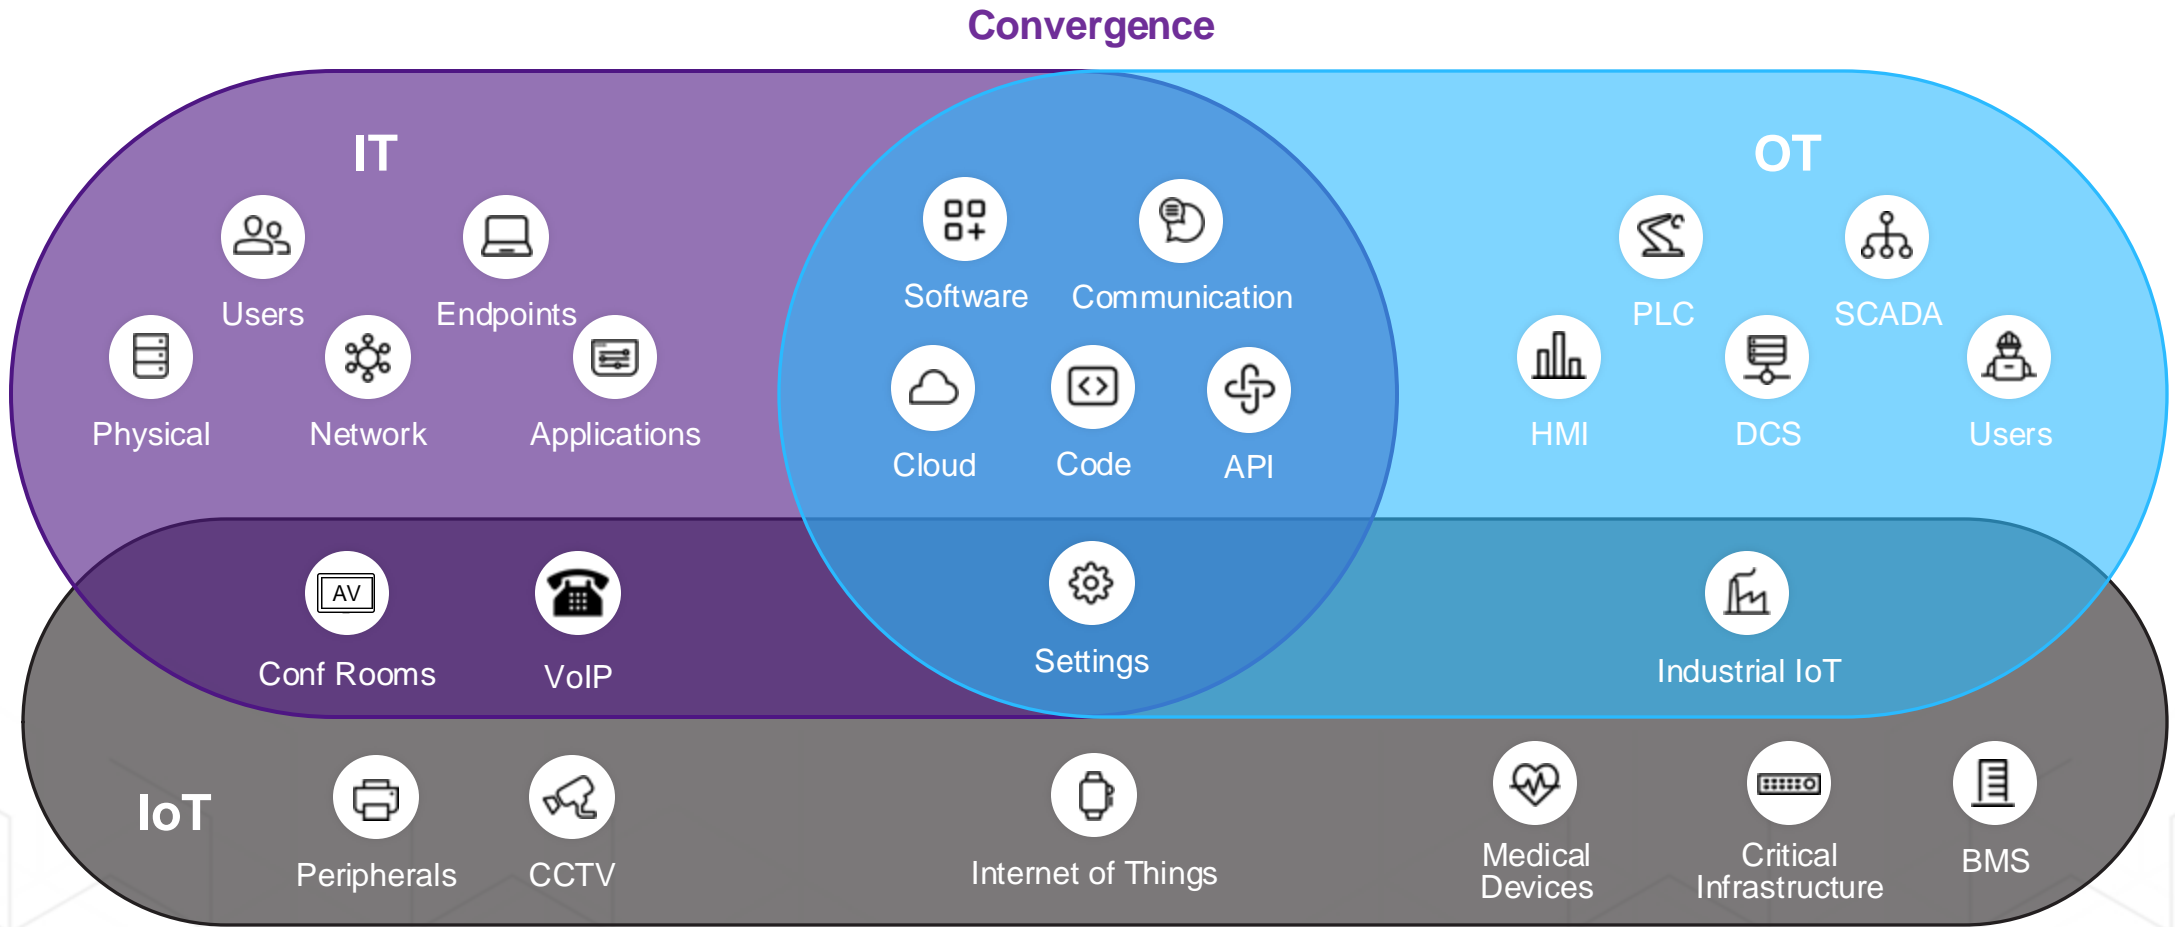 Convergence
IT
OT
Users
Endpoints
Software
Communication
PLC
SCADA
Physical
Network
Applications
Cloud
Code
API
HMI
DCS
Users
AV
Conf Rooms
VoIP
Settings
Industrial IoT
IoT
Peripherals
CCTV
Internet of Things
Medical
Devices
Critical
Infrastructure
BMS